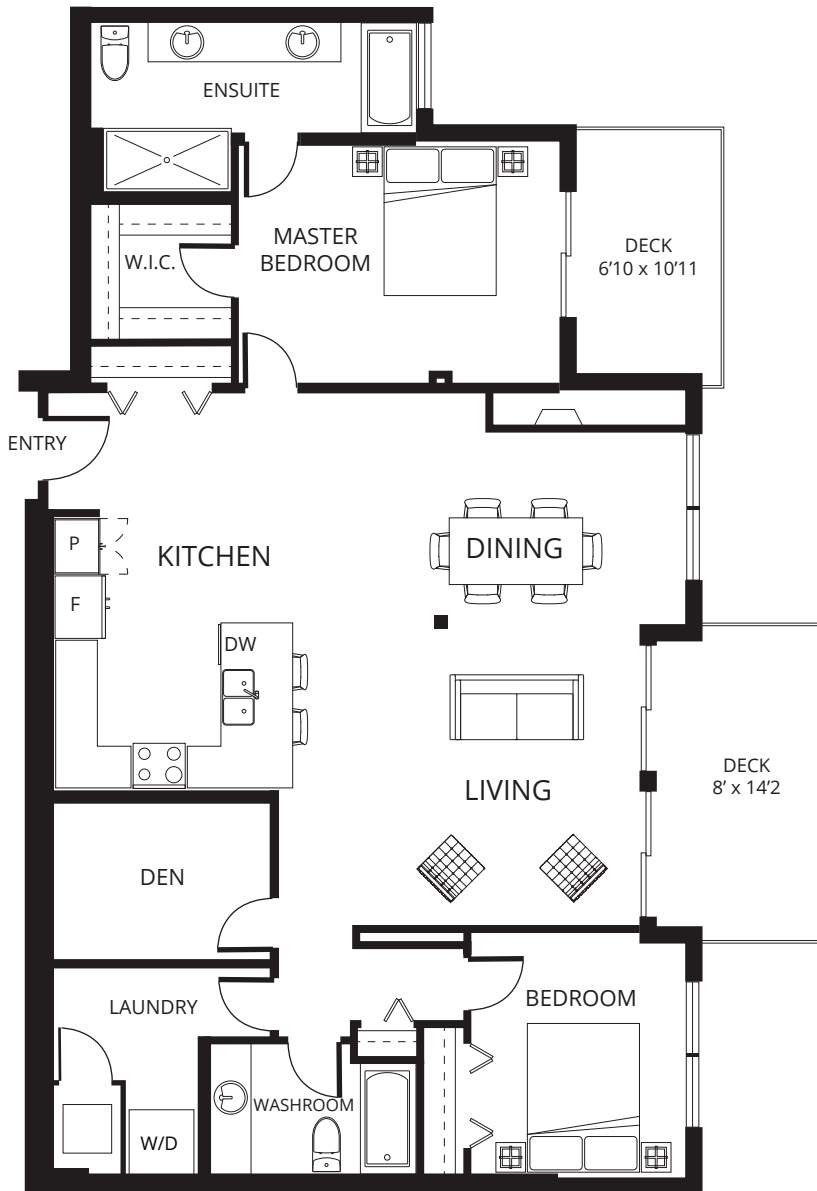 ENSUITE
MASTER
BEDROOM
W.I.C.
DECK
6'10 x 10'11
ENTRY
P
KITCHEN
DINING
F
DW
DECK
8' x 14'2
LIVING
DEN
LAUNDRY
BEDROOM
WASHROOM
W/D